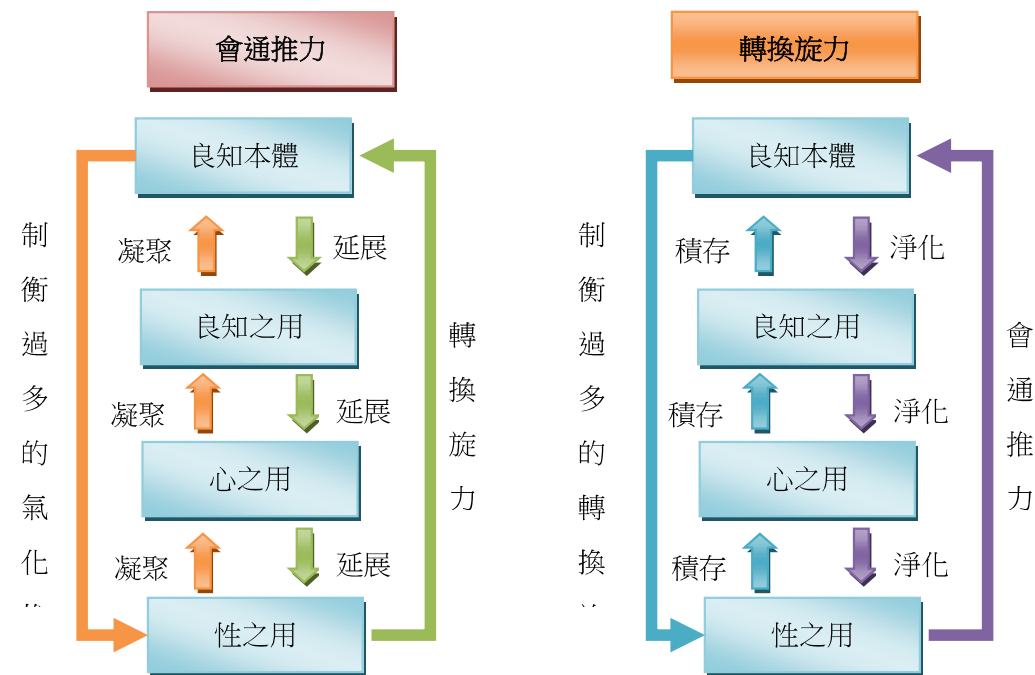 會通推力
良知本體
凝聚
延展
良知之用
凝聚
延展
心之用
凝聚
延展
性之用
制衡過多的氣化
轉換旋力
轉換旋力
良知本體
積存
淨化
良知之用
積存
淨化
心之用
積存
淨化
性之用
制衡過多的轉換
會通推力